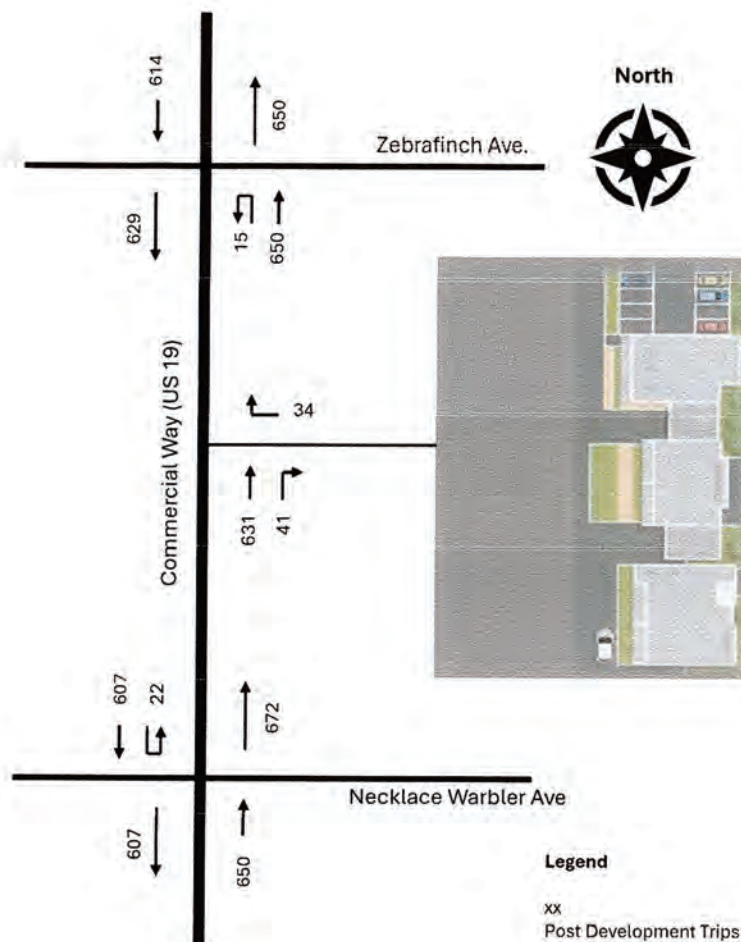 614
650
North
Zebrafinch Ave.
629
15
650
Commercial Way (US 19)
34
631
41
607
22
672
Necklace Warbler Ave
607
650
Legend
xx
Post Development Trips